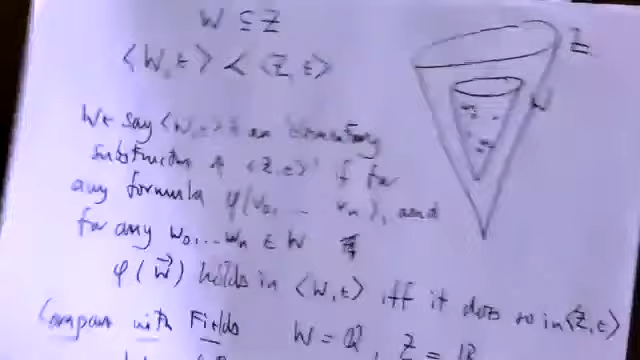 W ⊆ Z
⟨W, ε⟩ < ⟨Z, ε⟩
Z
W
We say ⟨W, ε⟩ is an elementary
substructure of ⟨Z, ε⟩ if for
any formula φ(v₀, ... vₙ), and
for any w₀, ... wₙ ∈ W
φ(w⃗) holds in ⟨W, ε⟩ iff it does so in ⟨Z, ε⟩
Compare with Fields W = ℚ, Z = ℝ